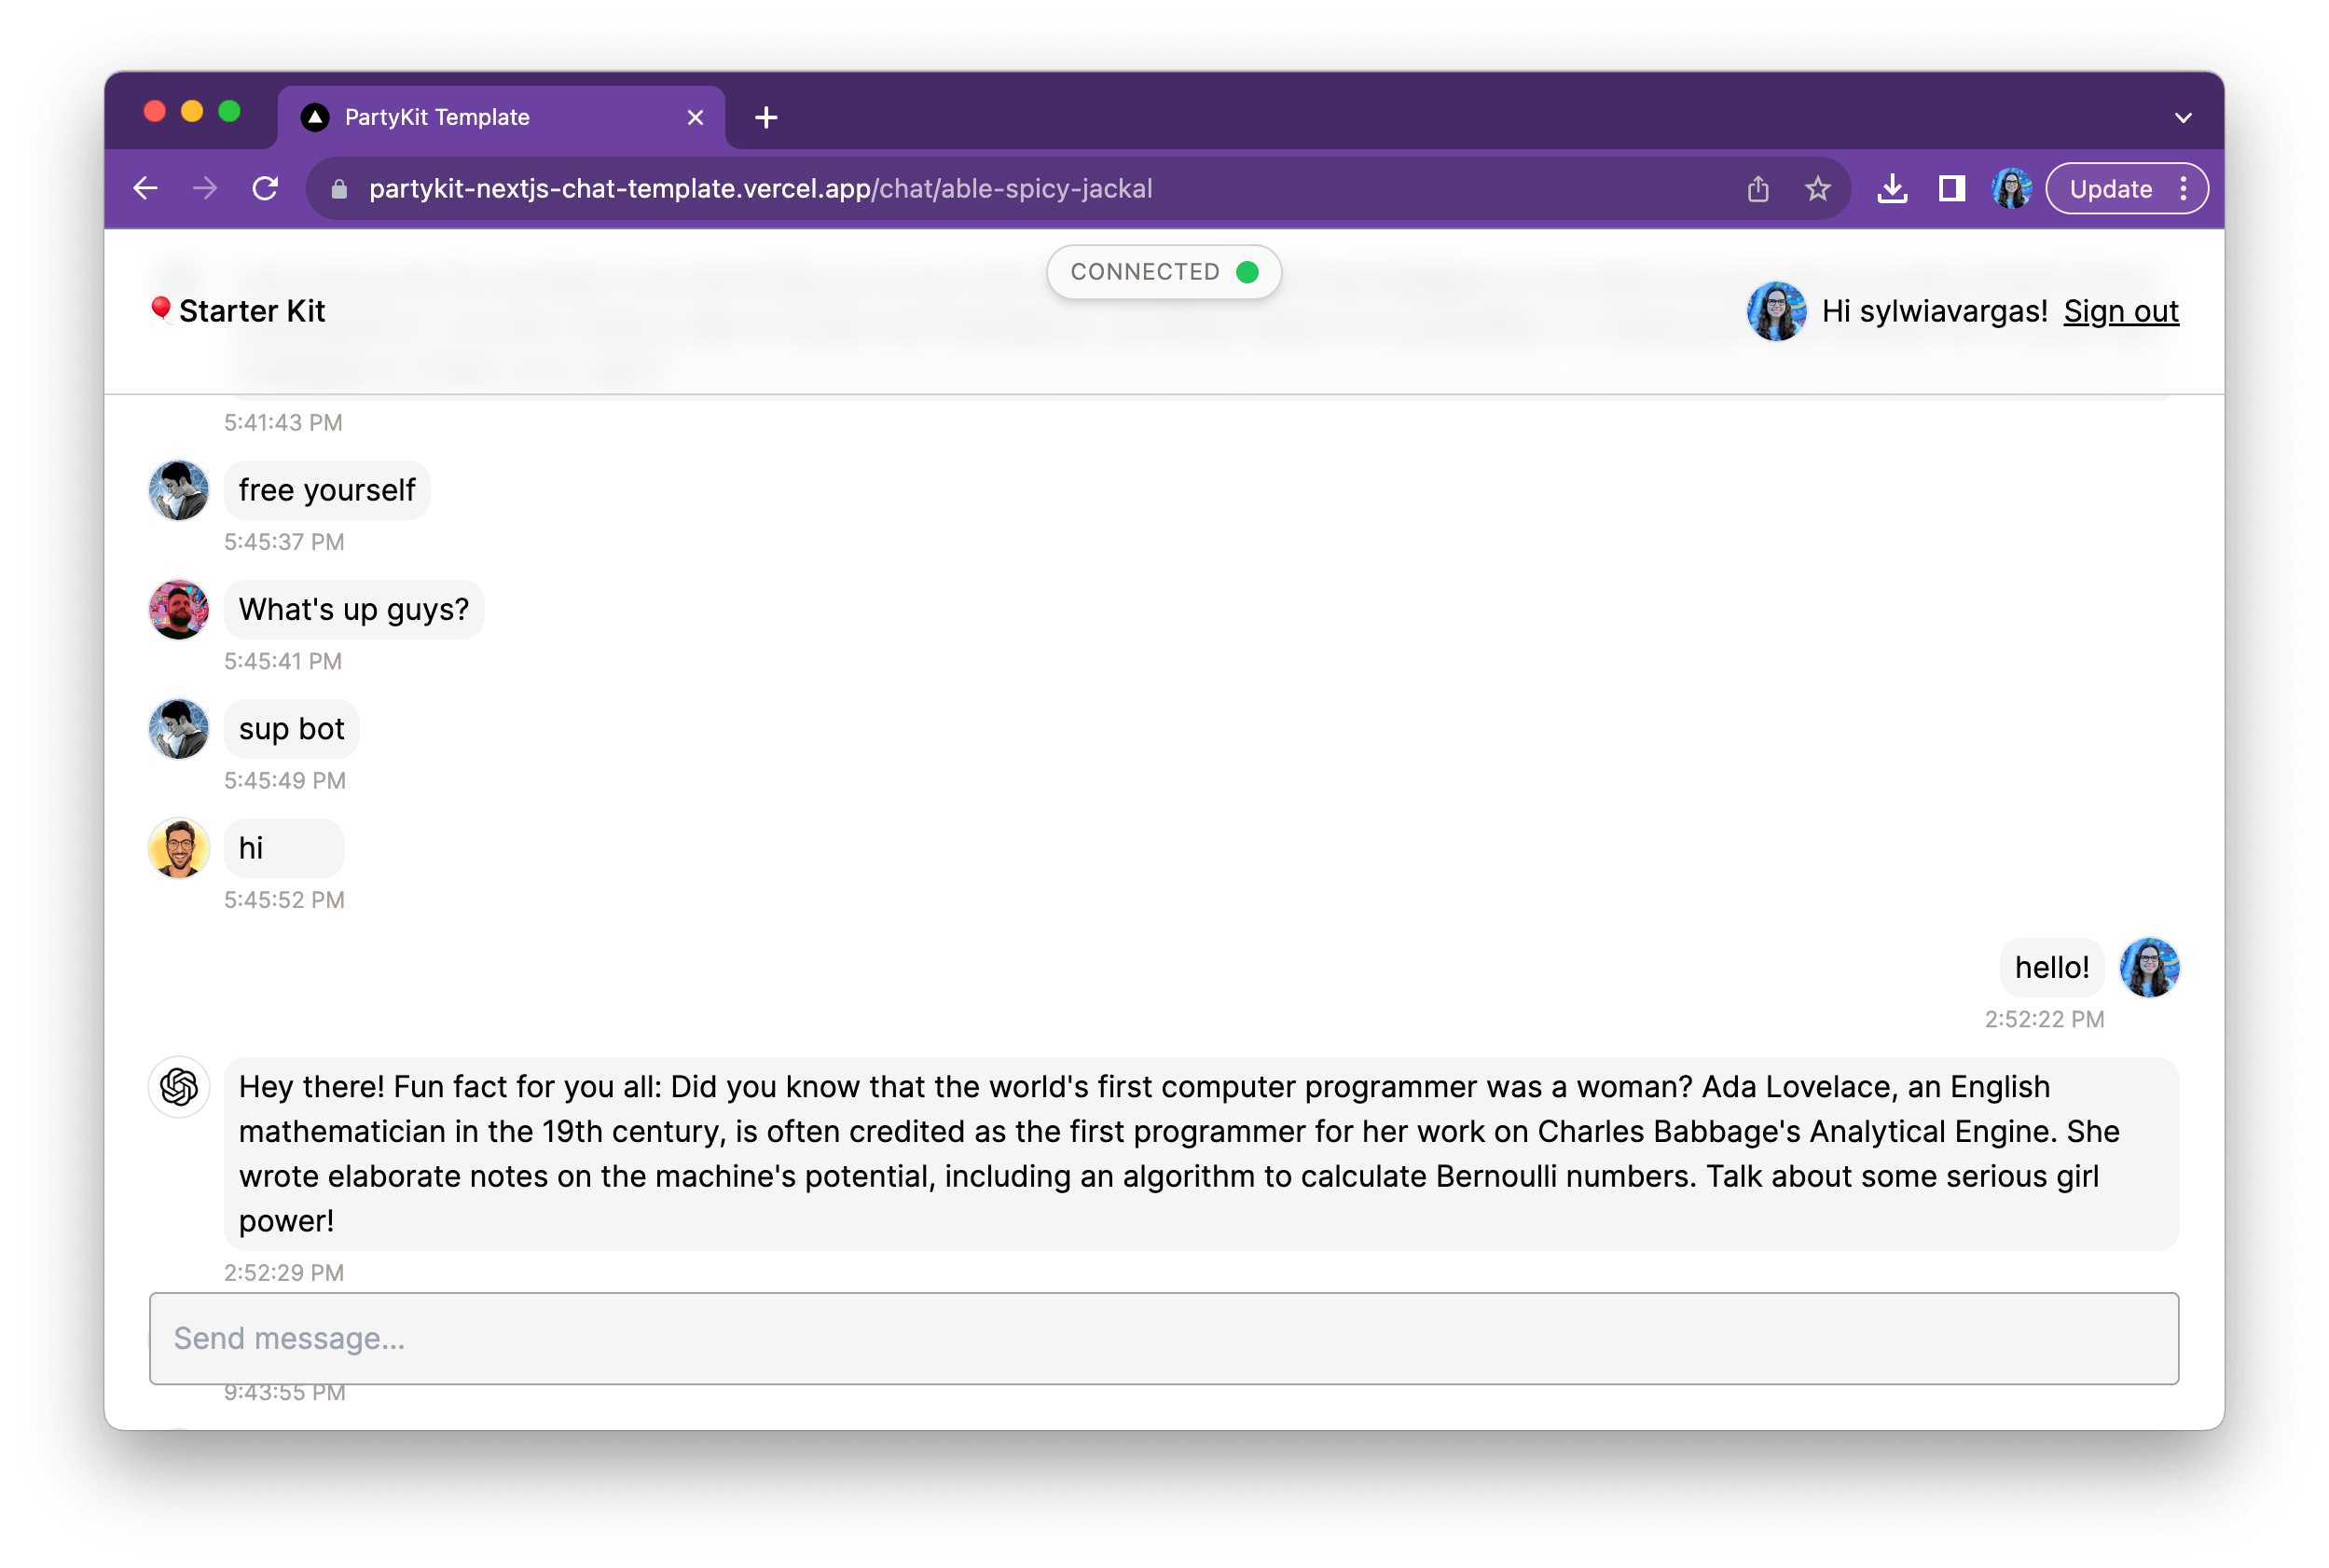 PartyKit Template
partykit-nextjs-chat-template.vercel.app/chat/able-spicy-jackal
Update
CONNECTED
Starter Kit
Hi sylwiavargas! Sign out
5:41:43 PM
free yourself
5:45:37 PM
What's up guys?
5:45:41 PM
sup bot
5:45:49 PM
hi
5:45:52 PM
hello!
2:52:22 PM
Hey there! Fun fact for you all: Did you know that the world's first computer programmer was a woman? Ada Lovelace, an English
mathematician in the 19th century, is often credited as the first programmer for her work on Charles Babbage's Analytical Engine. She
wrote elaborate notes on the machine's potential, including an algorithm to calculate Bernoulli numbers. Talk about some serious girl
power!
2:52:29 PM
Send message...
9:43:55 PM